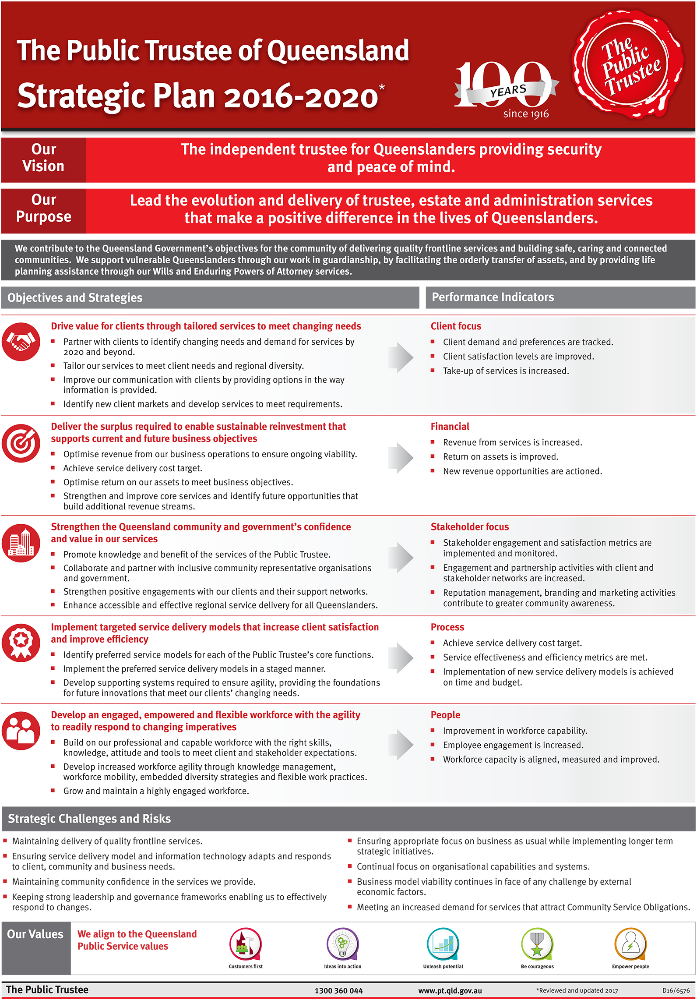 The Public Trustee of Queensland
Strategic Plan 2016-2020*
100
YEARS
since 1916
The
Public
Trustee
Our
Vision
The independent trustee for Queenslanders providing security
and peace of mind.
Our
Purpose
Lead the evolution and delivery of trustee, estate and administration services
that make a positive difference in the lives of Queenslanders.
We contribute to the Queensland Government's objectives for the community of delivering quality frontline services and building safe, caring and connected
communities. We support vulnerable Queenslanders through our work in guardianship, by facilitating the orderly transfer of assets, and by providing life
planning assistance through our Wills and Enduring Powers of Attorney services.
Objectives and Strategies
Performance Indicators
Drive value for clients through tailored services to meet changing needs
Partner with clients to identify changing needs and demand for services by
2020 and beyond.
Tailor our services to meet client needs and regional diversity.
Improve our communication with clients by providing options in the way
information is provided.
Identify new client markets and develop services to meet requirements.
Client focus
Client demand and preferences are tracked.
Client satisfaction levels are improved.
Take-up of services is increased.
Deliver the surplus required to enable sustainable reinvestment that
supports current and future business objectives
Optimise revenue from our business operations to ensure ongoing viability.
Achieve service delivery cost target.
Optimise return on our assets to meet business objectives.
Strengthen and improve core services and identify future opportunities that
build additional revenue streams.
Financial
Revenue from services is increased.
Return on assets is improved.
New revenue opportunities are actioned.
Strengthen the Queensland community and government's confidence
and value in our services
Promote knowledge and benefit of the services of the Public Trustee.
Collaborate and partner with inclusive community representative organisations
and government.
Strengthen positive engagements with our clients and their support networks.
Enhance accessible and effective regional service delivery for all Queenslanders.
Stakeholder focus
Stakeholder engagement and satisfaction metrics are
implemented and monitored.
Engagement and partnership activities with client and
stakeholder networks are increased.
Reputation management, branding and marketing activities
contribute to greater community awareness.
Implement targeted service delivery models that increase client satisfaction
and improve efficiency
Identify preferred service models for each of the Public Trustee's core functions.
Implement the preferred service delivery models in a staged manner.
Develop supporting systems required to ensure agility, providing the foundations
for future innovations that meet our clients' changing needs.
Process
Achieve service delivery cost target.
Service effectiveness and efficiency metrics are met.
Implementation of new service delivery models is achieved
on time and budget.
Develop an engaged, empowered and flexible workforce with the agility
to readily respond to changing imperatives
Build on our professional and capable workforce with the right skills,
knowledge, attitude and tools to meet client and stakeholder expectations.
Develop increased workforce agility through knowledge management,
workforce mobility, embedded diversity strategies and flexible work practices.
Grow and maintain a highly engaged workforce.
People
Improvement in workforce capability.
Employee engagement is increased.
Workforce capacity is aligned, measured and improved.
Strategic Challenges and Risks
Maintaining delivery of quality frontline services.
Ensuring service delivery model and information technology adapts and responds
to client, community and business needs.
Maintaining community confidence in the services we provide.
Keeping strong leadership and governance frameworks enabling us to effectively
respond to changes.
Ensuring appropriate focus on business as usual while implementing longer term
strategic initiatives.
Continual focus on organisational capabilities and systems.
Business model viability continues in face of any challenge by external
economic factors.
Meeting an increased demand for services that attract Community Service Obligations.
Our Values
We align to the Queensland
Public Service values
1st
Customers first
Ideas into action
Unleash potential
Be courageous
Empower people
The Public Trustee
1300 360 044
www.pt.qld.gov.au
*Reviewed and updated 2017
D16/6576